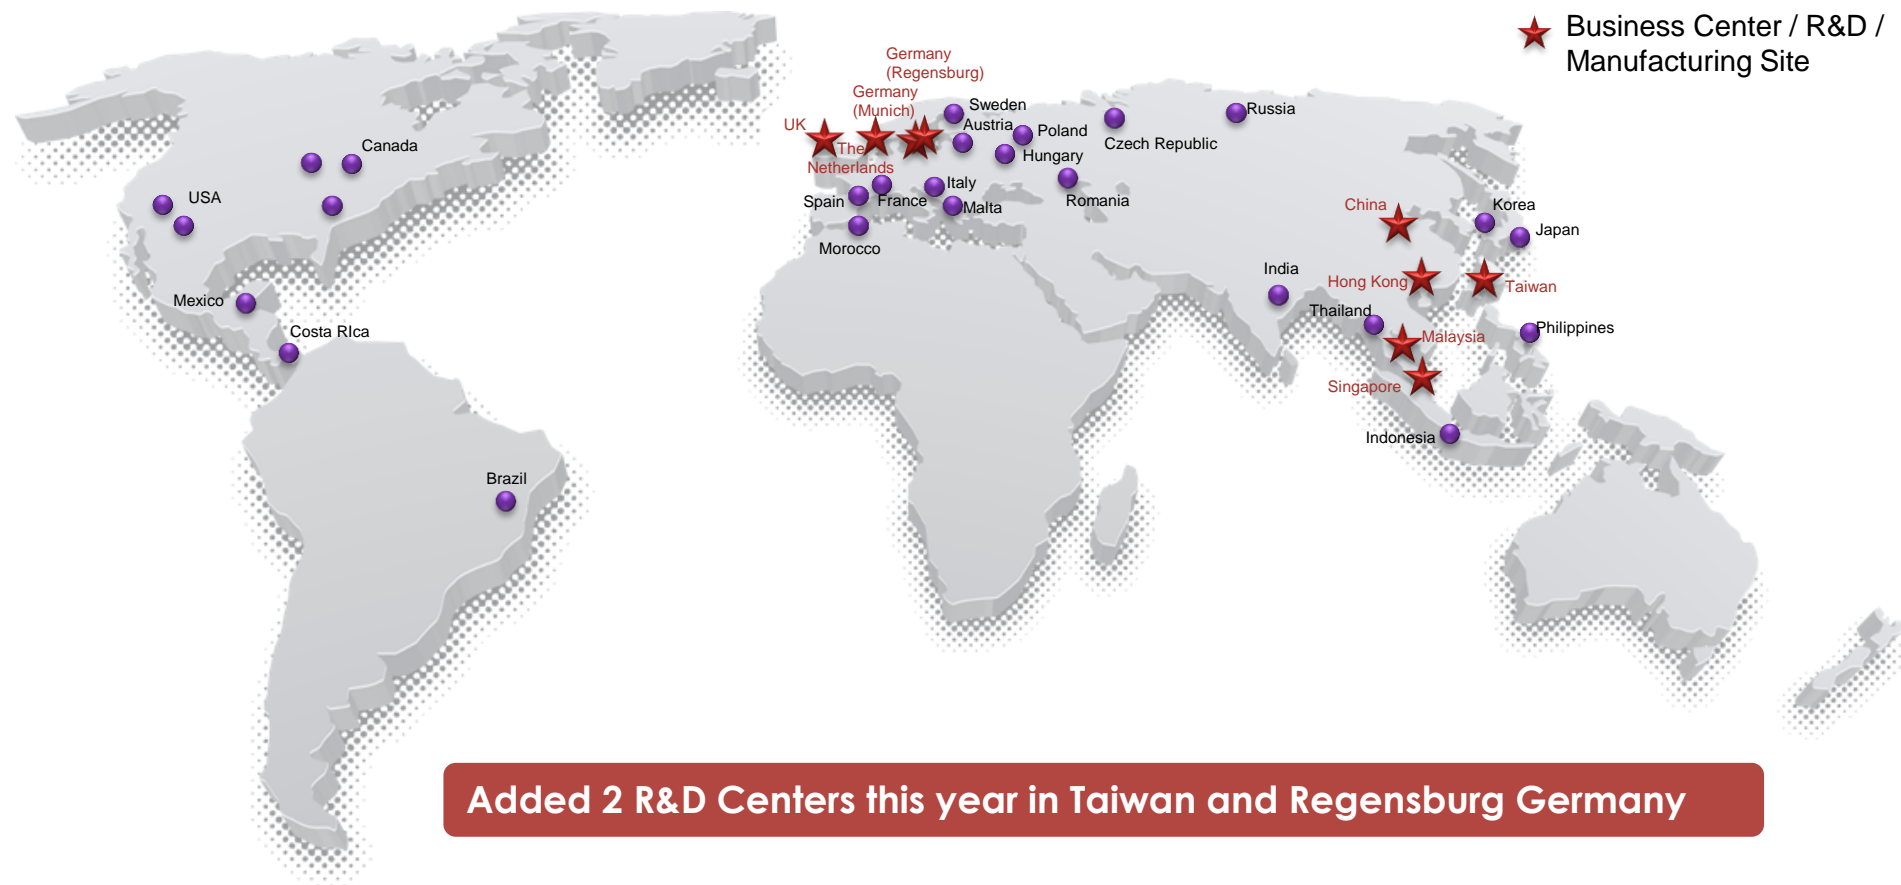 Business Center / R&D /
Manufacturing Site
Germany
(Regensburg)
Germany
(Munich)
UK
The
Netherlands
Sweden
Austria
Poland
Hungary
Czech Republic
Russia
Canada
USA
Spain
France
Italy
Malta
Romania
Morocco
China
Korea
Japan
Mexico
India
Hong Kong
Taiwan
Costa RIca
Thailand
Malaysia
Philippines
Singapore
Indonesia
Brazil
Added 2 R&D Centers this year in Taiwan and Regensburg Germany